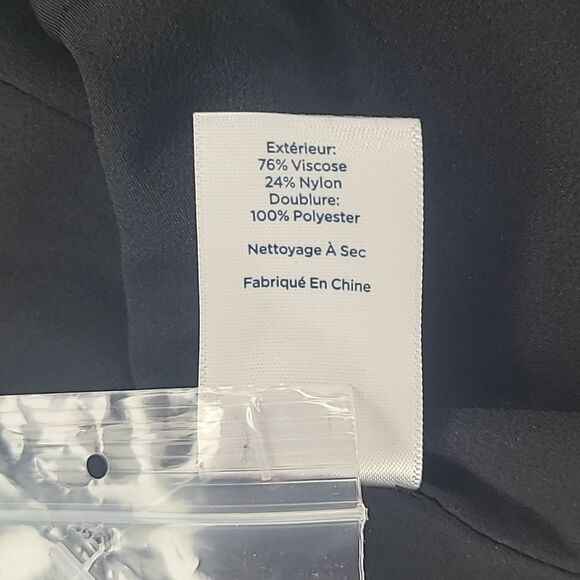 Extérieur:
76% Viscose
24% Nylon
Doublure:
100% Polyester
Nettoyage À Sec
Fabriqué En Chine